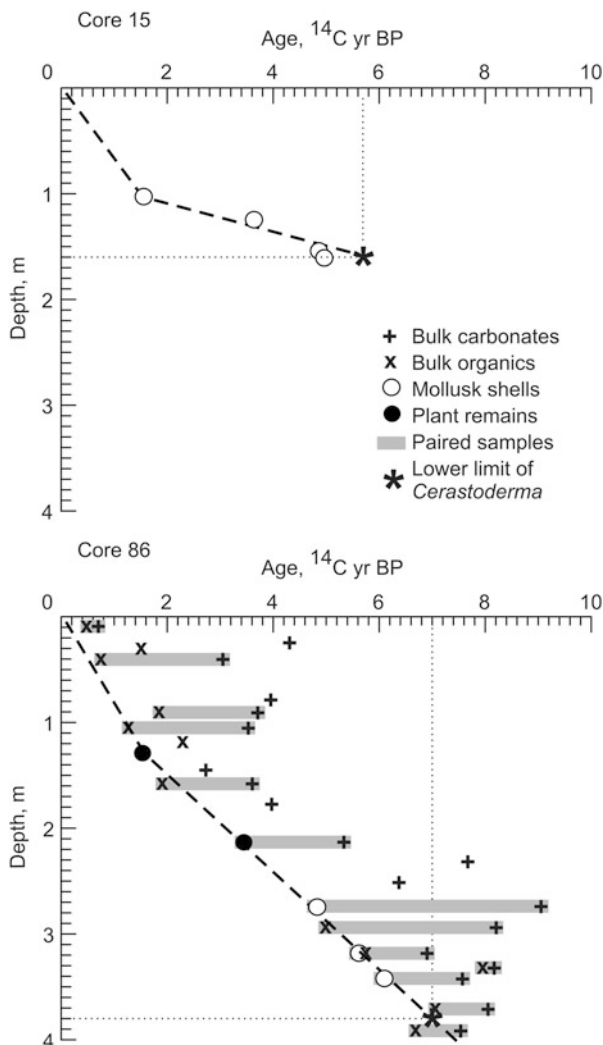 Core 15
Age, 14C yr BP
0 2 4 6 8 10
1
2
3
4
Depth, m
+ Bulk carbonates
x Bulk organics
Mollusk shells
Plant remains
Paired samples
* Lower limit of
Cerastoderma
Core 86
Age, 14C yr BP
0 2 4 6 8 10
1
2
3
4
Depth, m